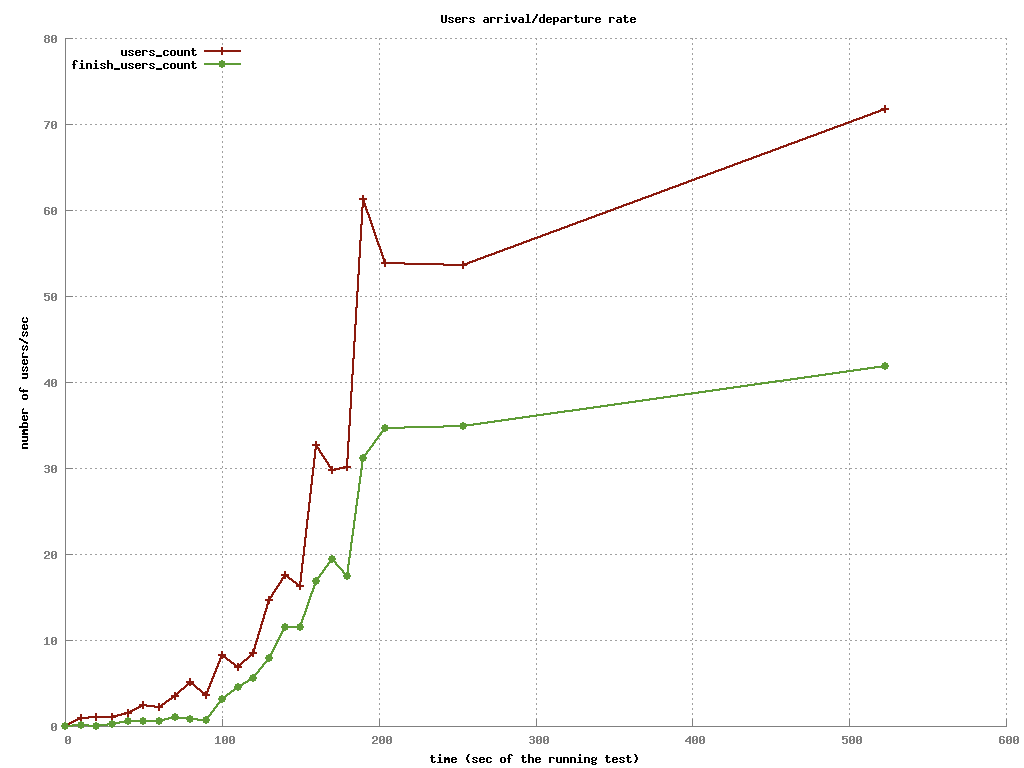 Users arrival/departure rate
users_count
finish_users_count
80
70
60
50
40
30
20
10
0
number of users/sec
0 100 200 300 400 500 600
time (sec of the running test)